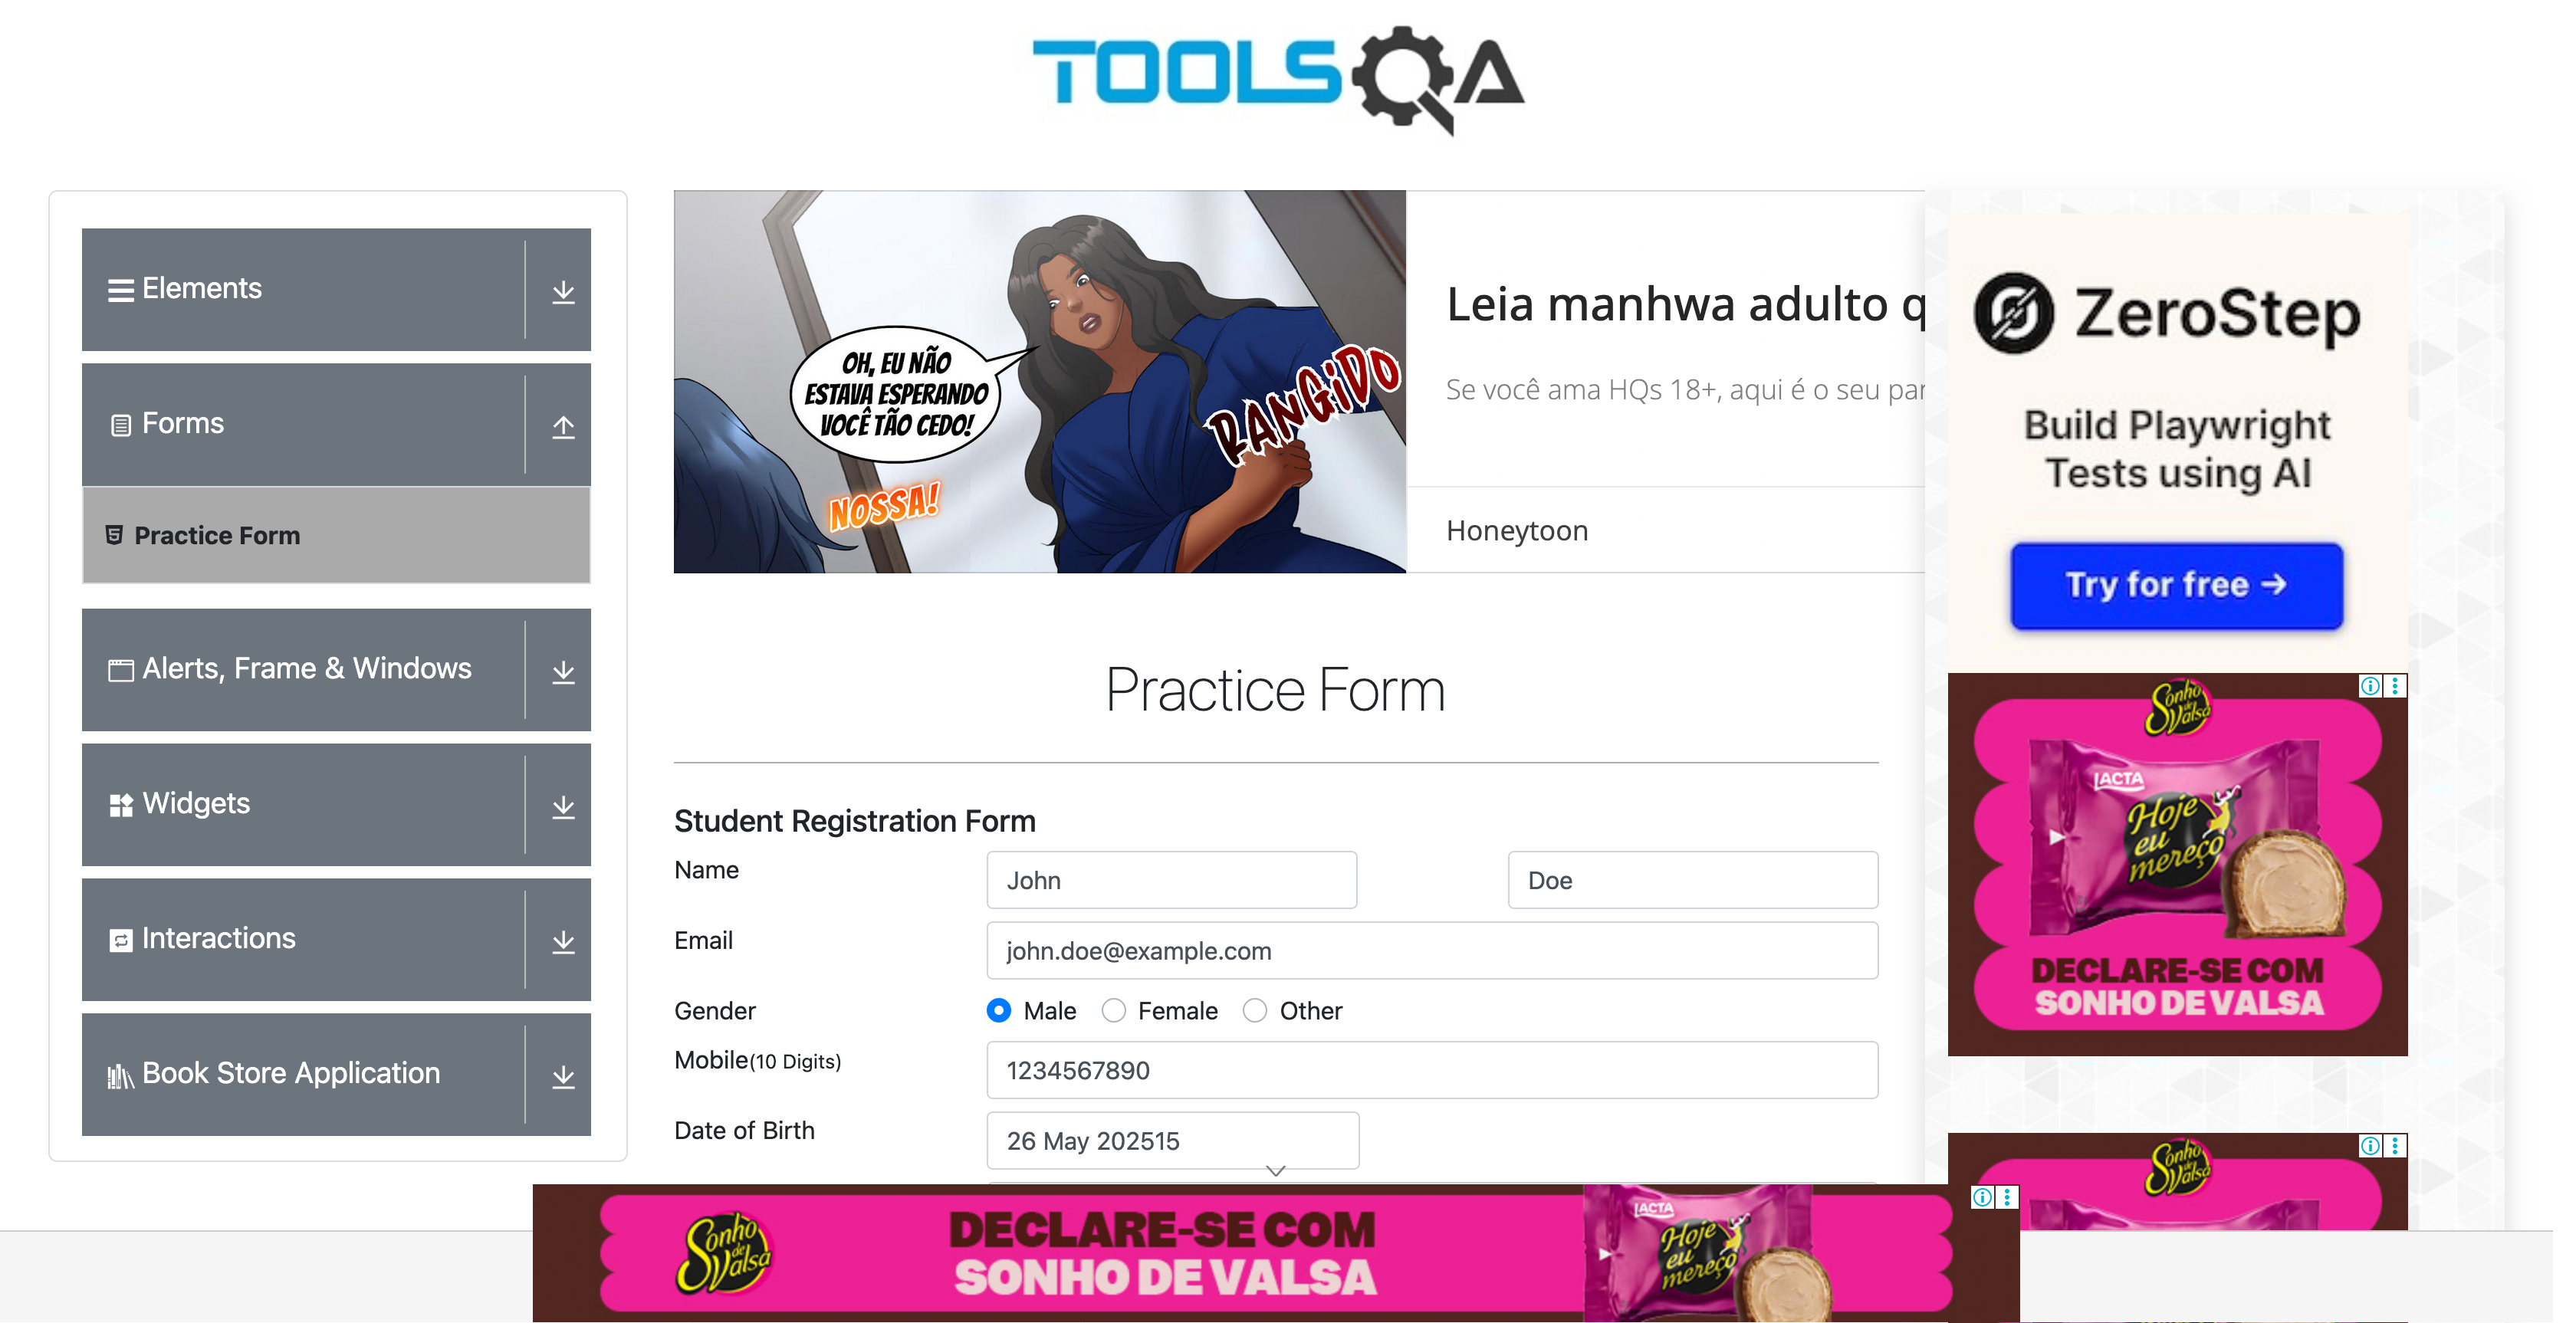 TOOLSQA
Elements
Forms
Practice Form
Alerts, Frame & Windows
Widgets
Interactions
Book Store Application
OH, EU NÃO
ESTAVA ESPERANDO
VOCÊ TÃO CEDO!
NOSSA!
RANGIDO
Leia manhwa adulto q
Se você ama HQs 18+, aqui é o seu par
Honeytoon
Practice Form
Student Registration Form
Name
John
Doe
Email
john.doe@example.com
Gender
Male
Female
Other
Mobile(10 Digits)
1234567890
Date of Birth
26 May 202515
ZeroStep
Build Playwright
Tests using AI
Try for free →
Sonho
de
Valsa
LACTA
Hoje
eu
mereço
DECLARE-SE COM
SONHO DE VALSA
Sonho
de
Valsa
Sonho
de
Valsa
DECLARE-SE COM
SONHO DE VALSA
LACTA
Hoje
eu
mereço